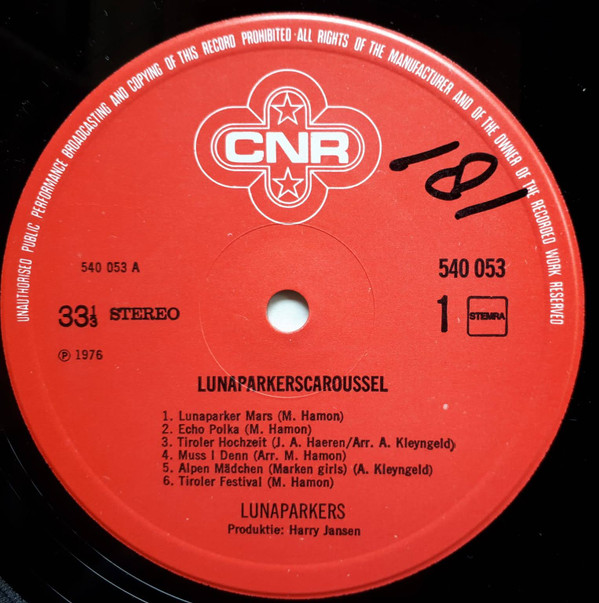 UNAUTHORISED PUBLIC PERFORMANCE BROADCASTING AND COPYING OF THIS RECORD PROHIBITED·ALL RIGHTS OF THE MANUFACTURER AND OF THE OWNER OF THE RECORDED WORK RESERVED
CNR
181
540 053 A
540 053
33⅓ STEREO
1 STEMRA
℗ 1976
LUNAPARKERSCAROUSSEL
1. Lunaparker Mars (M. Hamon)
2. Echo Polka (M. Hamon)
3. Tiroler Hochzeit (J. A. Haeren/Arr. A. Kleyngeld)
4. Muss I Denn (Arr. M. Hamon)
5. Alpen Mädchen (Marken girls) (A. Kleyngeld)
6. Tiroler Festival (M. Hamon)
LUNAPARKERS
Produktie: Harry Jansen